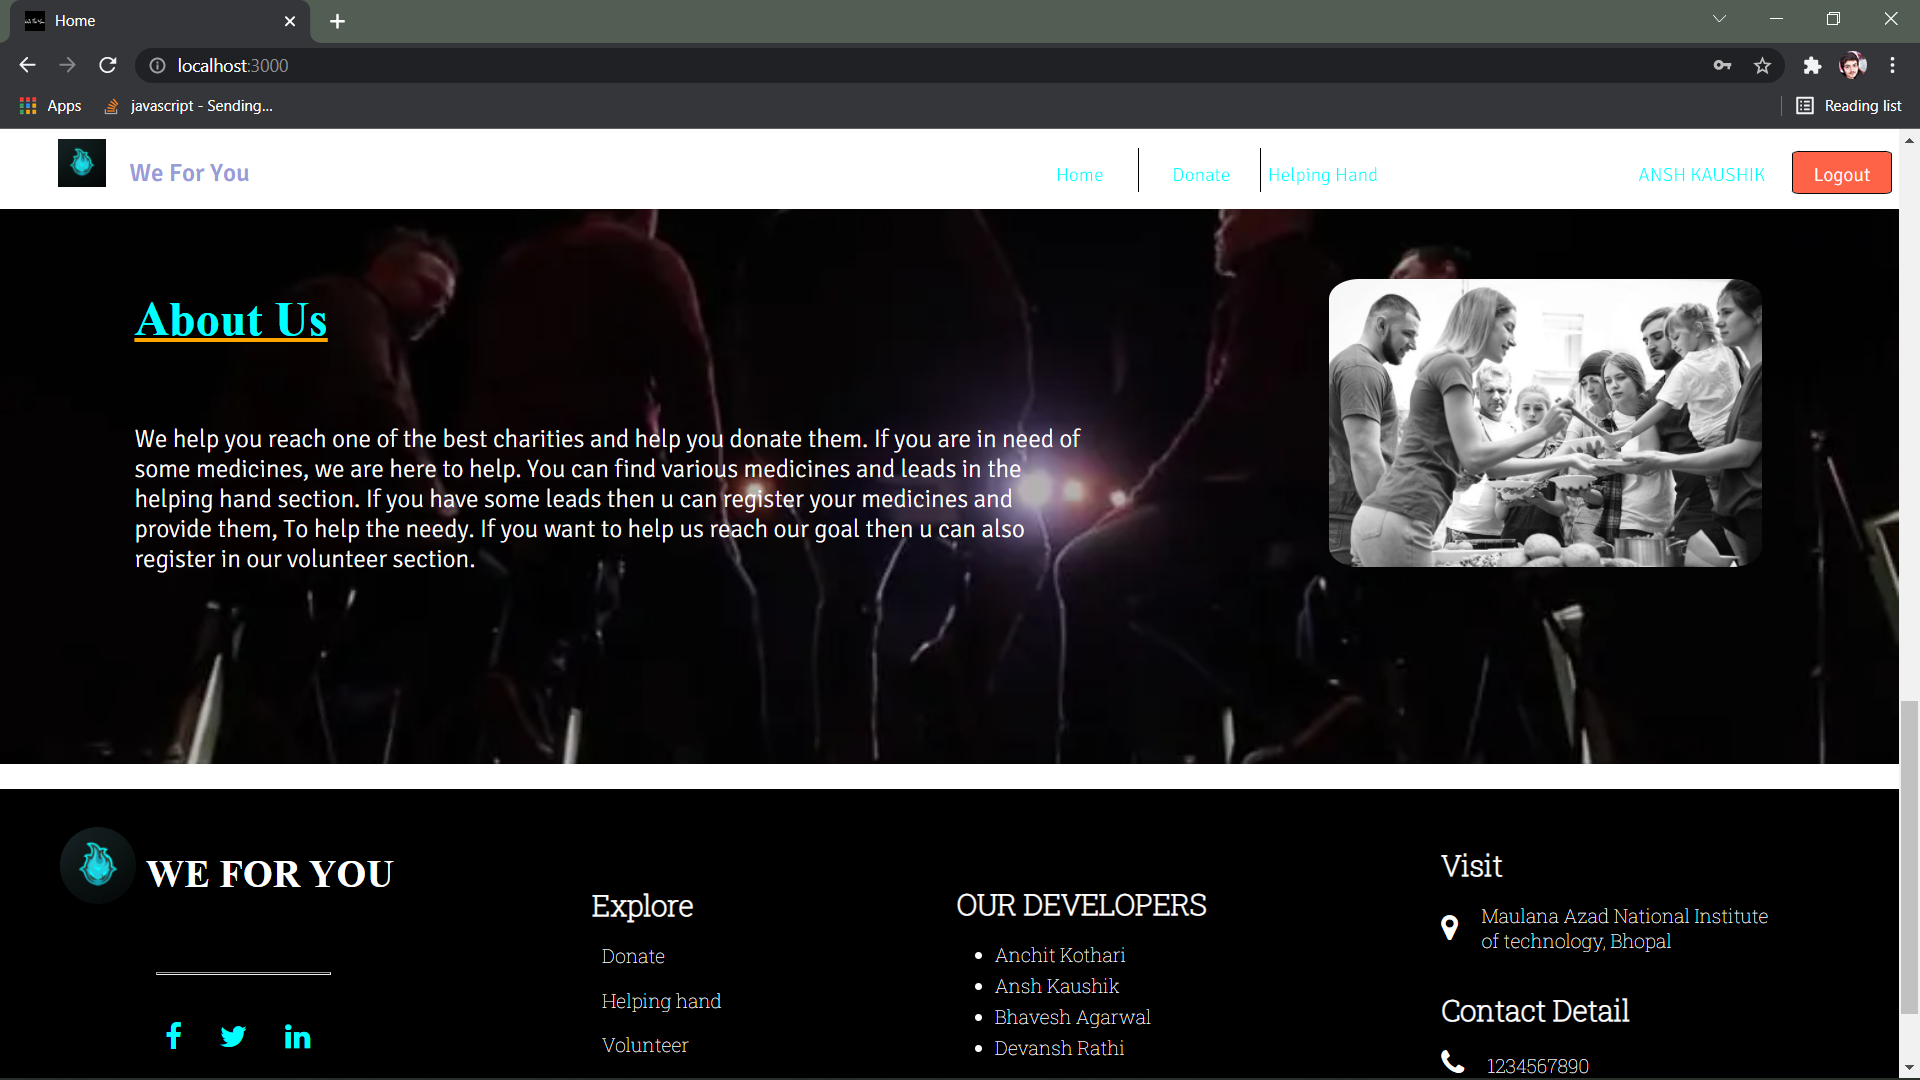 Home
localhost:3000
Apps
javascript - Sending...
Reading list
We For You
Home
Donate
Helping Hand
ANSH KAUSHIK
Logout
About Us
We help you reach one of the best charities and help you donate them. If you are in need of
some medicines, we are here to help. You can find various medicines and leads in the
helping hand section. If you have some leads then u can register your medicines and
provide them, To help the needy. If you want to help us reach our goal then u can also
register in our volunteer section.
WE FOR YOU
Explore
Donate
Helping hand
Volunteer
OUR DEVELOPERS
Anchit Kothari
Ansh Kaushik
Bhavesh Agarwal
Devansh Rathi
Visit
Maulana Azad National Institute
of technology, Bhopal
Contact Detail
1234567890